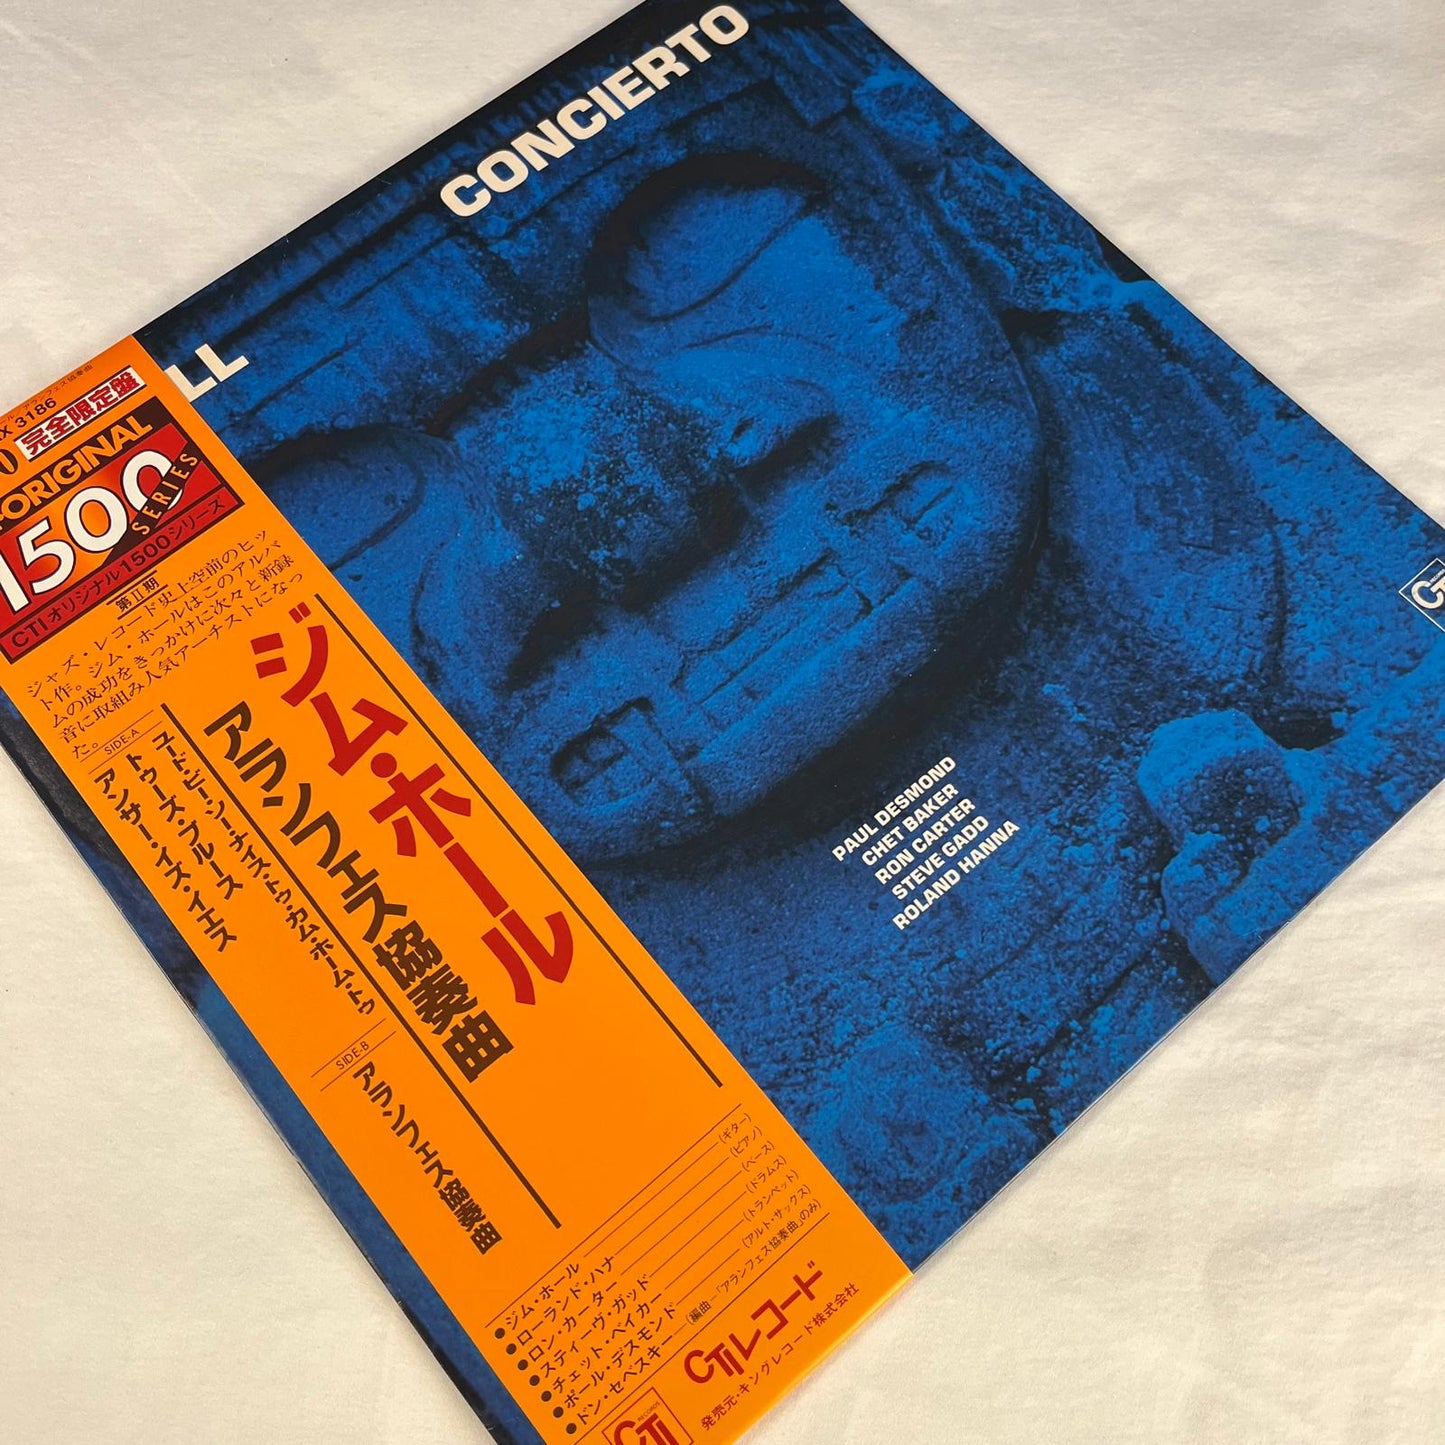 CONCIERTO
LL
PAUL DESMOND
CHET BAKER
RON CARTER
STEVE GADD
ROLAND HANNA
RECORDS
アランフェス協奏曲
3186
完全限定盤
ORIGINAL
1500
SERIES
CTIオリジナル1500シリーズ
第II期
ジャズ・レコード史上空前のヒッ
ト作。ジム・ホールはこのアルバ
ムの成功をきっかけに次々と新録
音に取組み人気アーチストになっ
た。
ジム・ホール
アランフェス協奏曲
SIDE-A
ユード・ビー・ソー・ナイス・トゥ・カム・ホーム・トゥ
トゥーズ・ブルース
アンサー・イズ・イエス
SIDE-B
アランフェス協奏曲
●ジム・ホール (ギター)
●ローランド・ハナ (ピアノ)
●ロン・カーター (ベース)
●スティーヴ・ガッド (ドラムス)
●チェット・ベイカー (トランペット)
●ポール・デスモンド (アルト・サックス)
●ドン・セベスキー (編曲―「アランフェス協奏曲」のみ)
RECORDS
CTI
CTIレコード
発売元・キングレコード株式会社